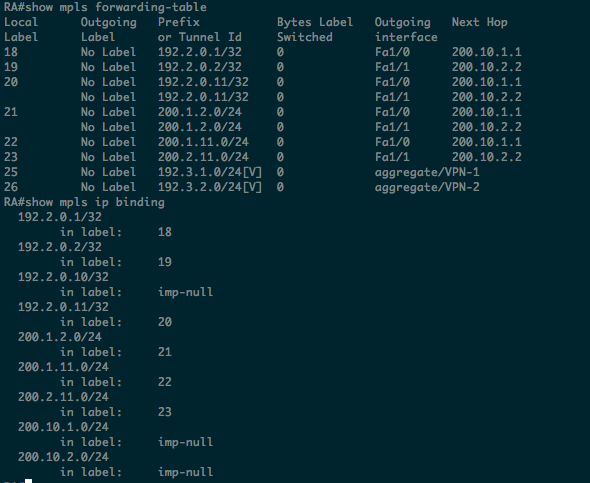 RA#show mpls forwarding-table
Local      Outgoing   Prefix           Bytes Label   Outgoing   Next Hop
Label      Label      or Tunnel Id     Switched      interface
18         No Label   192.2.0.1/32     0             Fa1/0      200.10.1.1
19         No Label   192.2.0.2/32     0             Fa1/1      200.10.2.2
20         No Label   192.2.0.11/32    0             Fa1/0      200.10.1.1
           No Label   192.2.0.11/32    0             Fa1/1      200.10.2.2
21         No Label   200.1.2.0/24     0             Fa1/0      200.10.1.1
           No Label   200.1.2.0/24     0             Fa1/1      200.10.2.2
22         No Label   200.1.11.0/24    0             Fa1/0      200.10.1.1
23         No Label   200.2.11.0/24    0             Fa1/1      200.10.2.2
25         No Label   192.3.1.0/24[V]  0             aggregate/VPN-1
26         No Label   192.3.2.0/24[V]  0             aggregate/VPN-2
RA#show mpls ip binding
  192.2.0.1/32
        in label:     18
  192.2.0.2/32
        in label:     19
  192.2.0.10/32
        in label:     imp-null
  192.2.0.11/32
        in label:     20
  200.1.2.0/24
        in label:     21
  200.1.11.0/24
        in label:     22
  200.2.11.0/24
        in label:     23
  200.10.1.0/24
        in label:     imp-null
  200.10.2.0/24
        in label:     imp-null